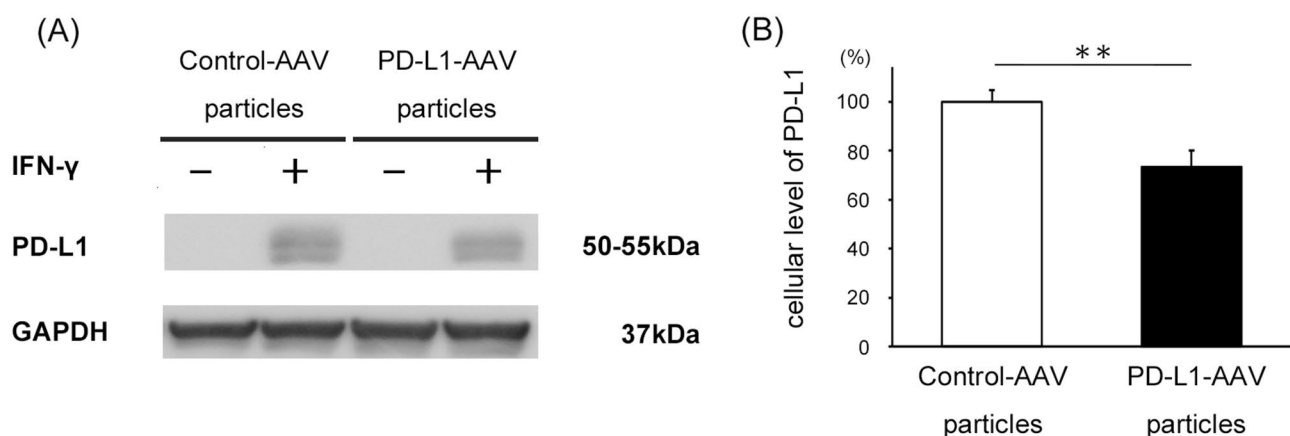 (A)
Control-AAV particles
PD-L1-AAV particles
IFN-γ − + − +
PD-L1 50-55kDa
GAPDH 37kDa
(B)
(%)
cellular level of PD-L1
**
100
80
60
40
20
0
Control-AAV particles
PD-L1-AAV particles